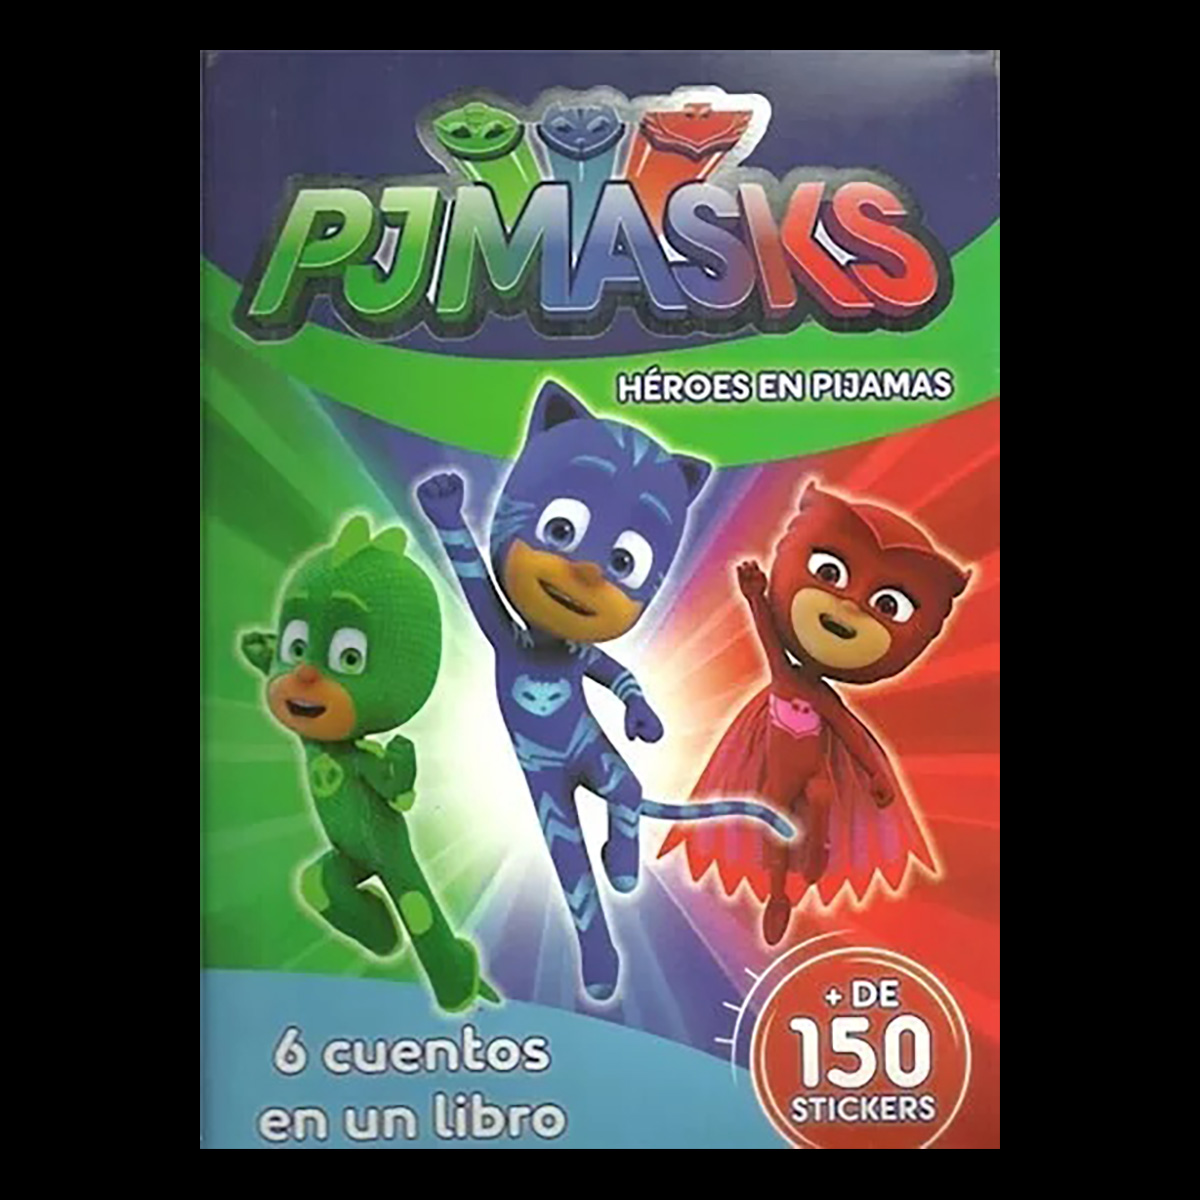 PJMASKS
HÉROES EN PIJAMAS
+ DE
150
STICKERS
6 cuentos
en un libro